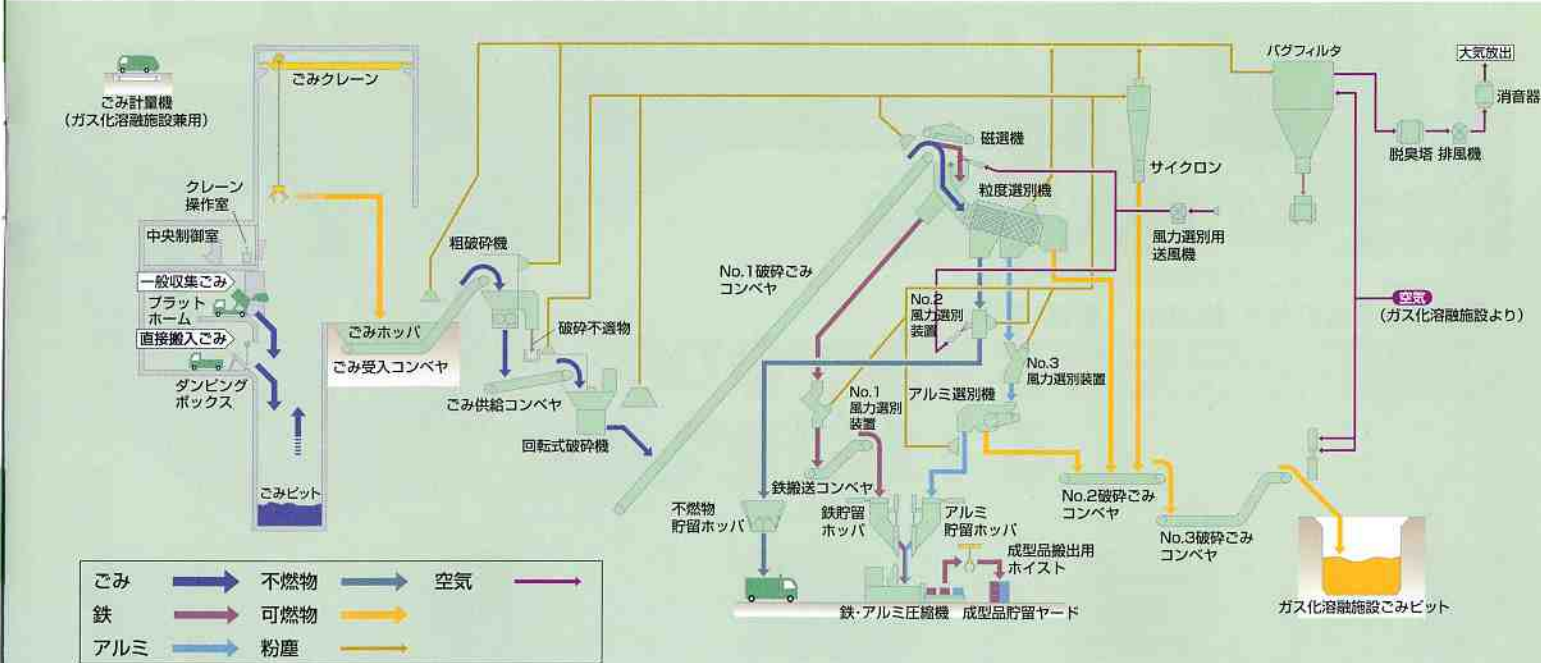 ごみ計量機
(ガス化溶融施設兼用)
ごみクレーン
クレーン
操作室
中央制御室
一般収集ごみ
プラット
ホーム
直接搬入ごみ
ダンピング
ボックス
ごみピット
ごみホッパ
ごみ受入コンベヤ
粗破砕機
破砕不適物
ごみ供給コンベヤ
回転式破砕機
No.1破砕ごみ
コンベヤ
磁選機
粒度選別機
No.2
風力選別
装置
No.3
風力選別装置
No.1
風力選別
装置
アルミ選別機
鉄搬送コンベヤ
不燃物
貯留ホッパ
鉄貯留
ホッパ
アルミ
貯留ホッパ
成型品搬出用
ホイスト
鉄・アルミ圧縮機
成型品貯留ヤード
サイクロン
風力選別用
送風機
バグフィルタ
大気放出
消音器
脱臭塔
排風機
空気
(ガス化溶融施設より)
No.2破砕ごみ
コンベヤ
No.3破砕ごみ
コンベヤ
ガス化溶融施設ごみピット
ごみ
不燃物
空気
鉄
可燃物
アルミ
粉塵